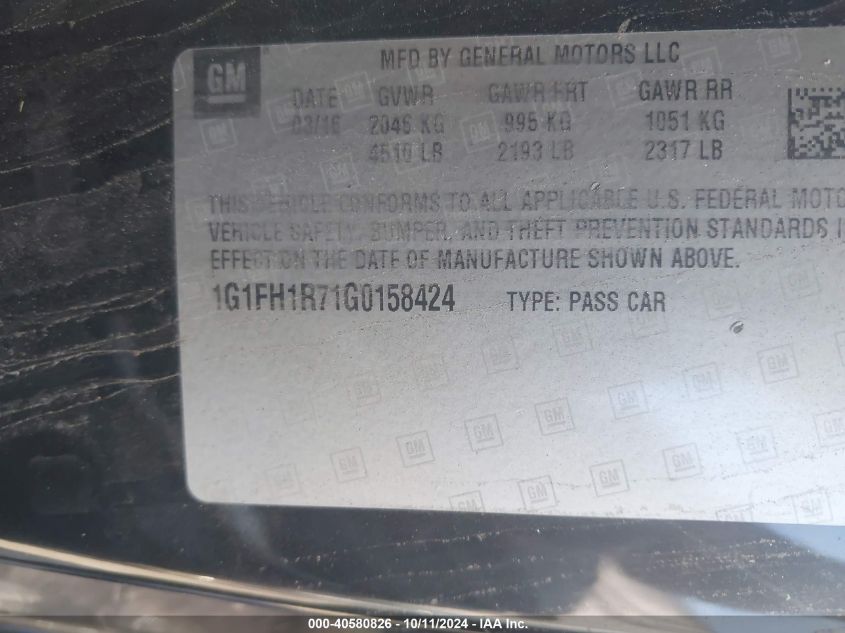 MFD BY GENERAL MOTORS LLC
GM
DATE GVWR GAWR FRT GAWR RR
03/16 2046 KG 995 KG 1051 KG
4510 LB 2193 LB 2317 LB
THIS VEHICLE CONFORMS TO ALL APPLICABLE U.S. FEDERAL MOTO
VEHICLE SAFETY, BUMPER, AND THEFT PREVENTION STANDARDS I
EFFECT ON THE DATE OF MANUFACTURE SHOWN ABOVE.
1G1FH1R71G0158424 TYPE: PASS CAR
000-40580826 - 10/11/2024 - IAA Inc.